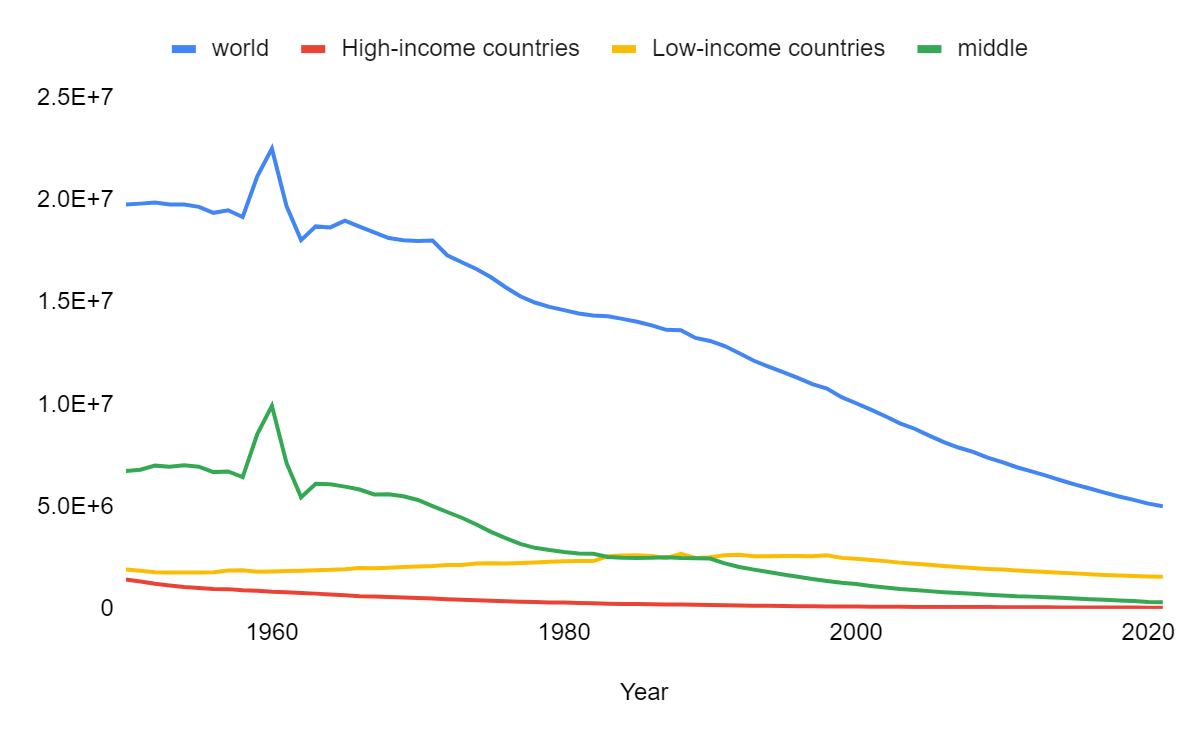 world High-income countries Low-income countries middle
2.5E+7
2.0E+7
1.5E+7
1.0E+7
5.0E+6
0
1960 1980 2000 2020
Year